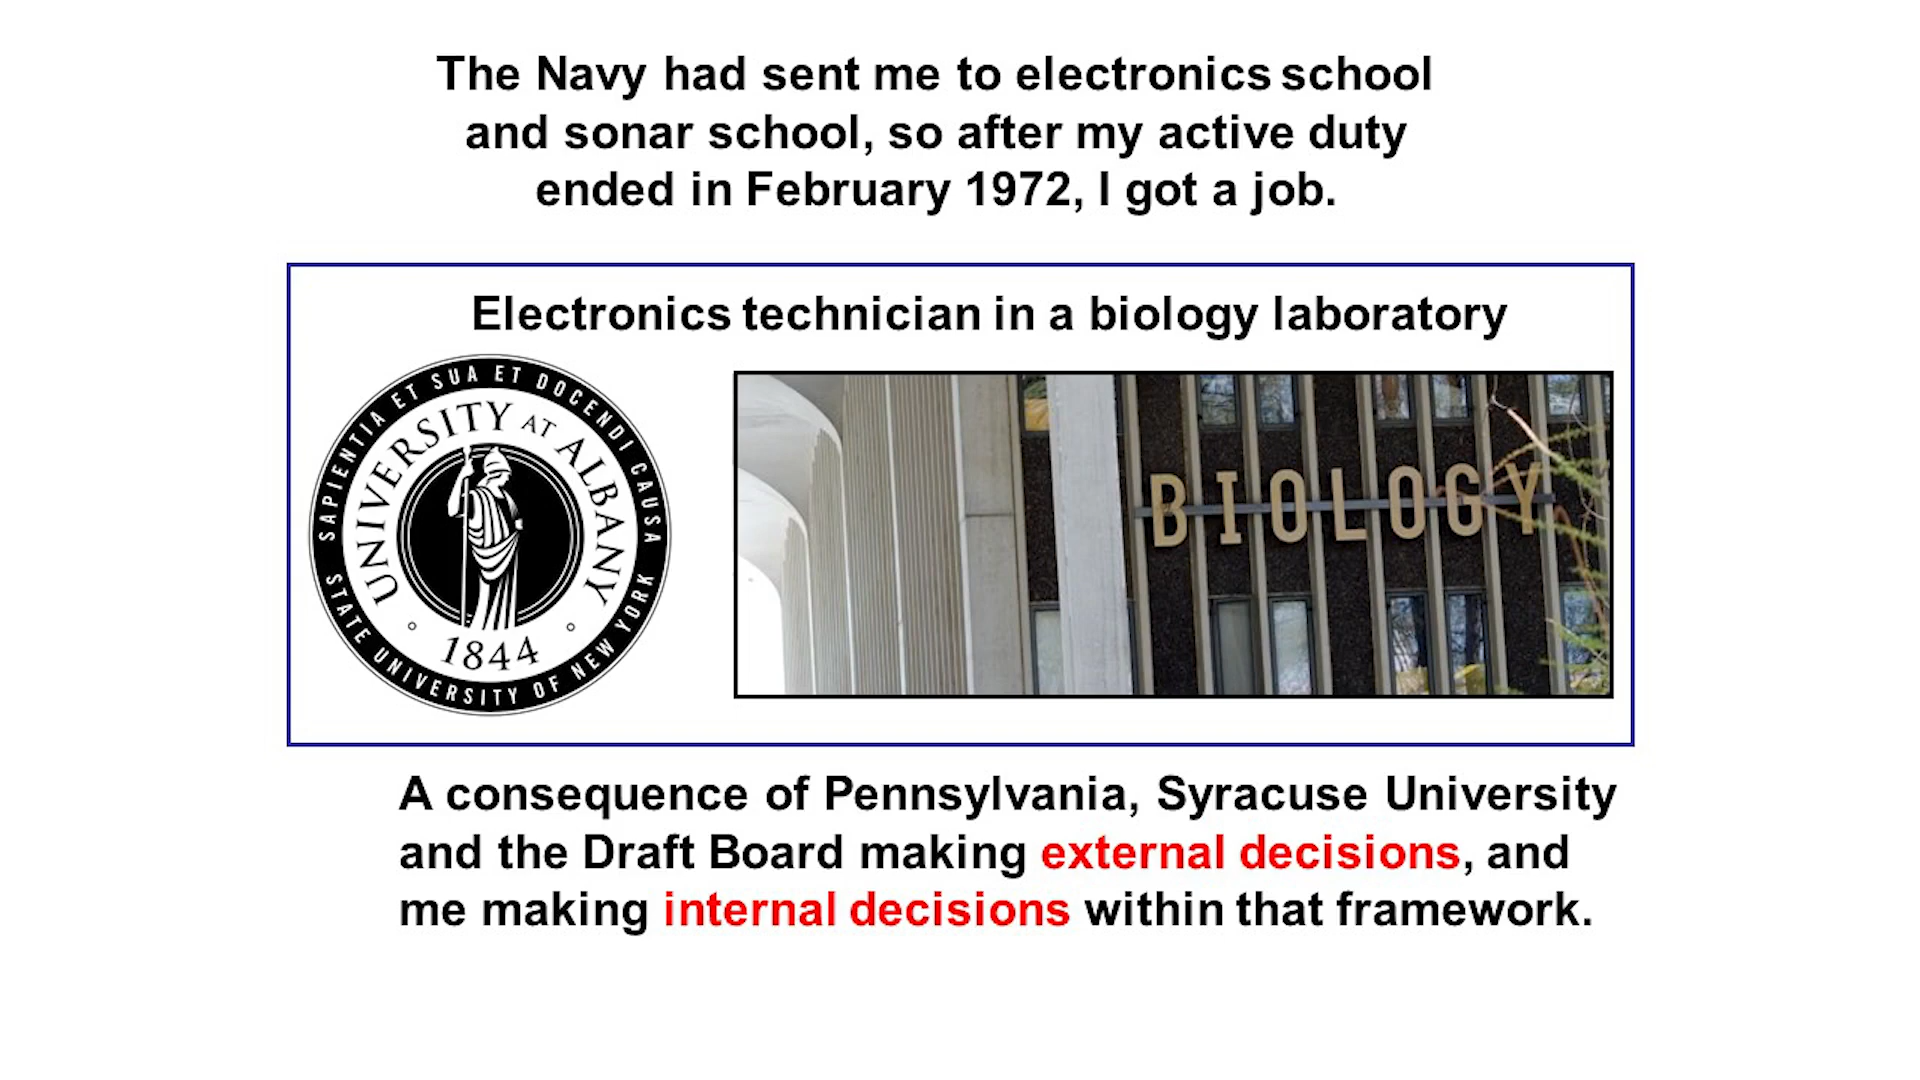 The Navy had sent me to electronics school
and sonar school, so after my active duty
ended in February 1972, I got a job.
Electronics technician in a biology laboratory
SAPIENTIA ET SUA ET DOCENDI CAUSA
UNIVERSITY AT ALBANY
1844
STATE UNIVERSITY OF NEW YORK
BIOLOGY
A consequence of Pennsylvania, Syracuse University
and the Draft Board making external decisions, and
me making internal decisions within that framework.